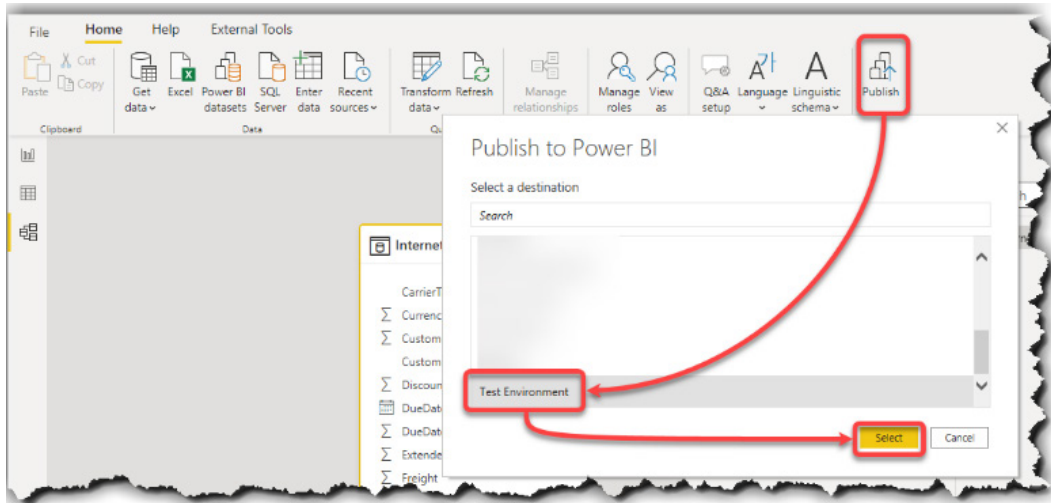 File Home Help External Tools
Paste
Cut
Copy
Clipboard
Get data
Excel
Power BI datasets
SQL Server
Enter data
Recent sources
Data
Transform data
Refresh
Manage relationships
Manage roles
View as
Q&A setup
Language
Linguistic schema
Publish
Publish to Power BI
Select a destination
Search
Test Environment
Select Cancel
Internet
CarrierT
Currenc
Custom
Custom
Discoun
DueDat
DueDat
Extende
Freight